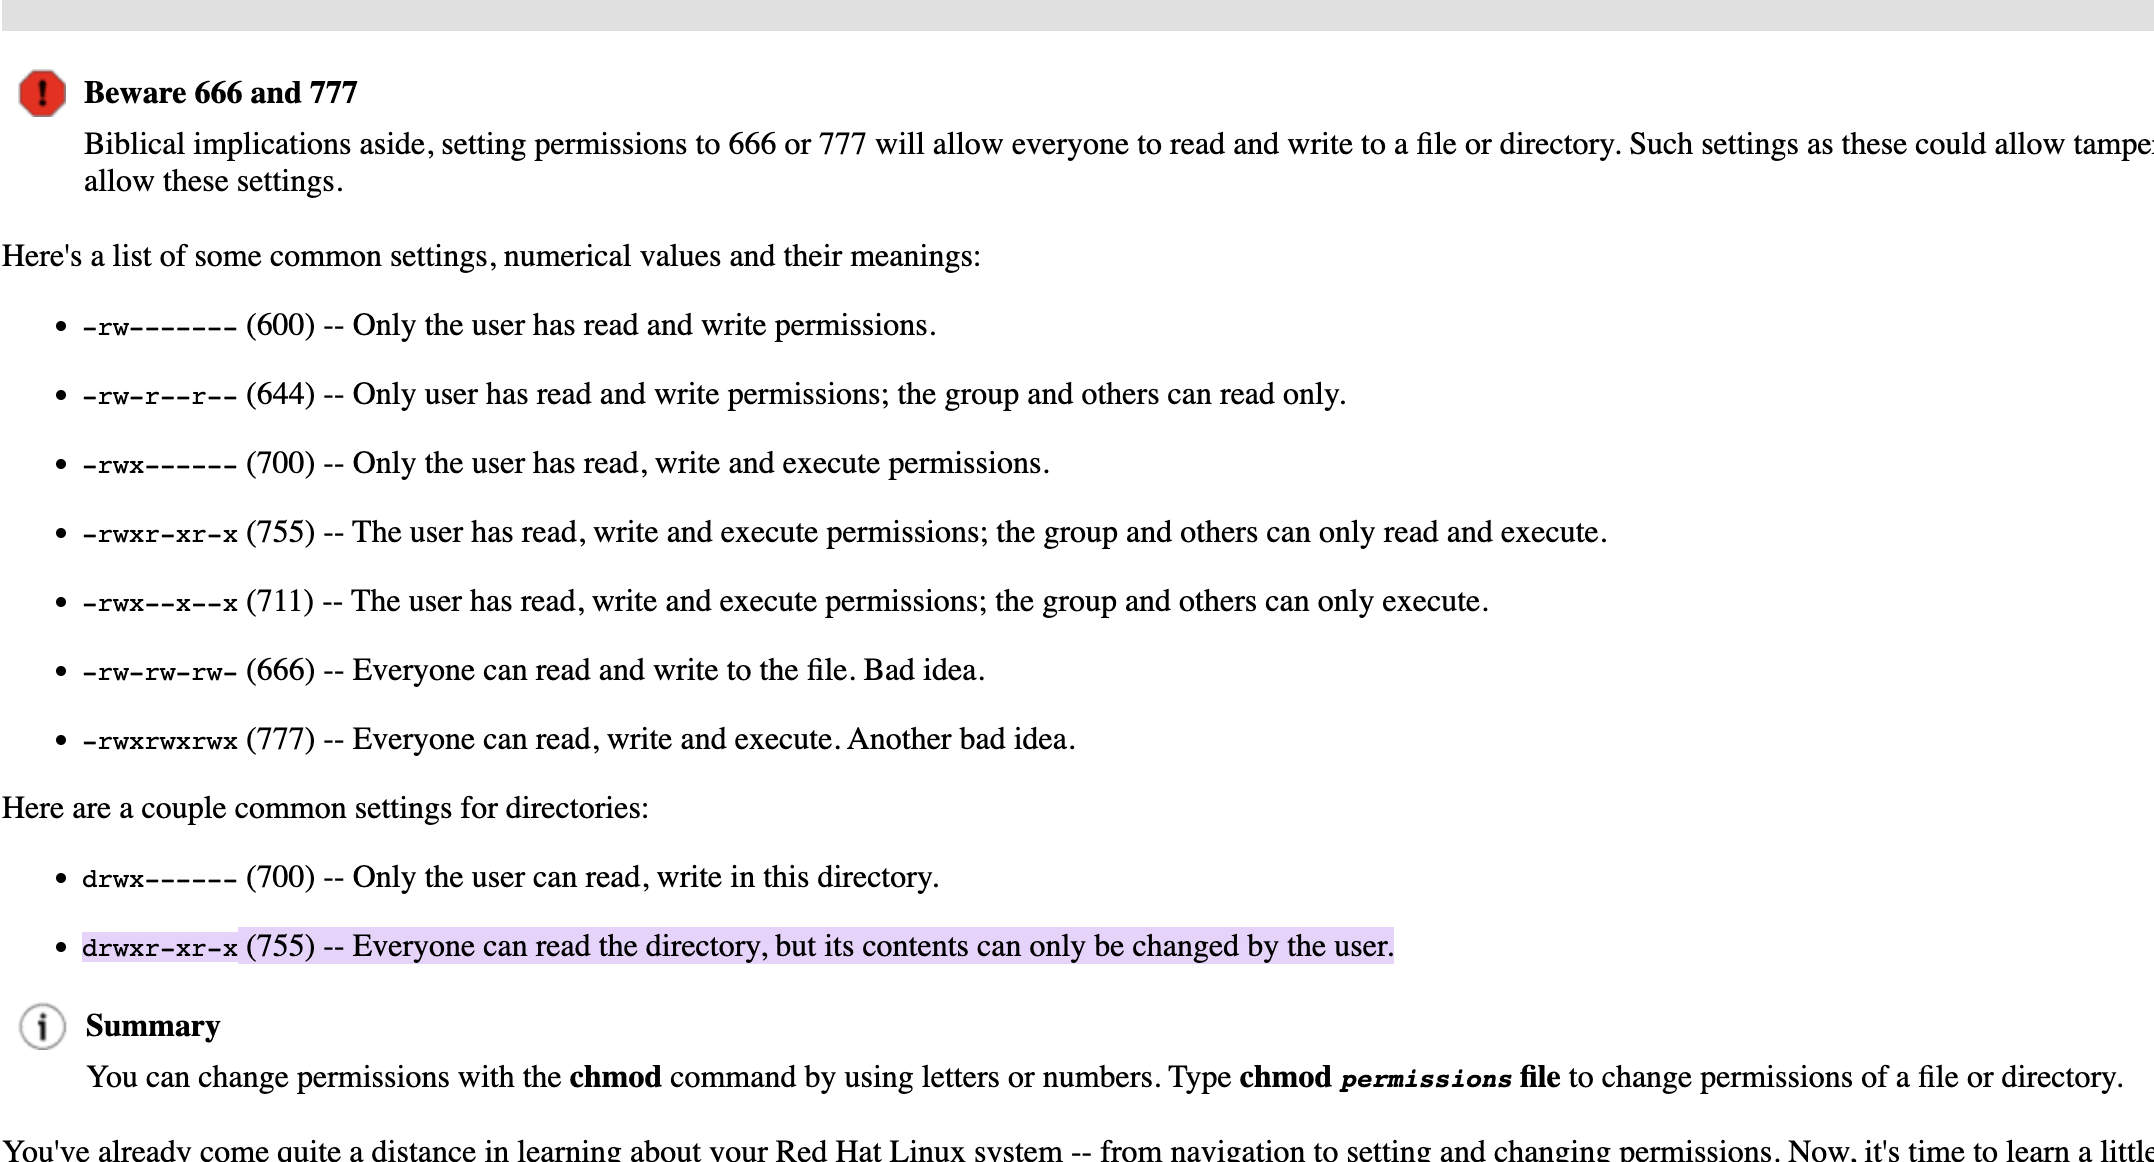 Beware 666 and 777
Biblical implications aside, setting permissions to 666 or 777 will allow everyone to read and write to a file or directory. Such settings as these could allow
allow these settings.
Here's a list of some common settings, numerical values and their meanings:
• -rw------- (600) -- Only the user has read and write permissions.
• -rw-r--r-- (644) -- Only user has read and write permissions; the group and others can read only.
• -rwx------ (700) -- Only the user has read, write and execute permissions.
• -rwxr-xr-x (755) -- The user has read, write and execute permissions; the group and others can only read and execute.
• -rwx--x--x (711) -- The user has read, write and execute permissions; the group and others can only execute.
• -rw-rw-rw- (666) -- Everyone can read and write to the file. Bad idea.
• -rwxrwxrwx (777) -- Everyone can read, write and execute. Another bad idea.
Here are a couple common settings for directories:
• drwx------ (700) -- Only the user can read, write in this directory.
• drwxr-xr-x (755) -- Everyone can read the directory, but its contents can only be changed by the user.
Summary
You can change permissions with the chmod command by using letters or numbers. Type chmod permissions file to change permissions of a file or directory.
You've already come quite a distance in learning about your Red Hat Linux system -- from navigation to setting and changing permissions. Now, it's time to learn a little